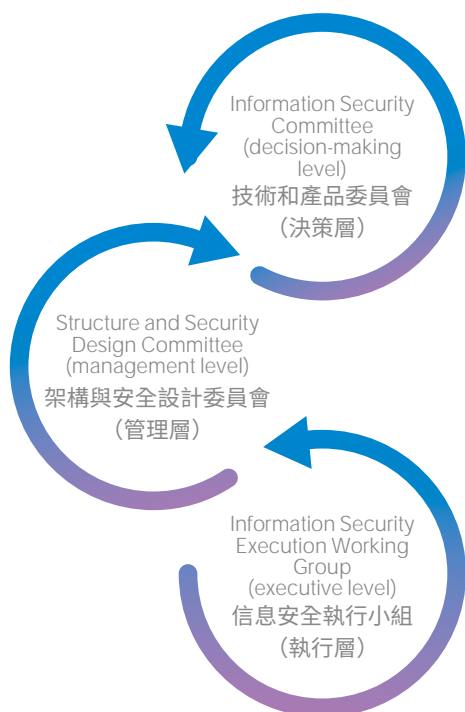 Information Security
Committee
(decision-making
level)
技術和產品委員會
（決策層）
Structure and Security
Design Committee
(management level)
架構與安全設計委員會
（管理層）
Information Security
Execution Working
Group
(executive level)
信息安全執行小組
（執行層）